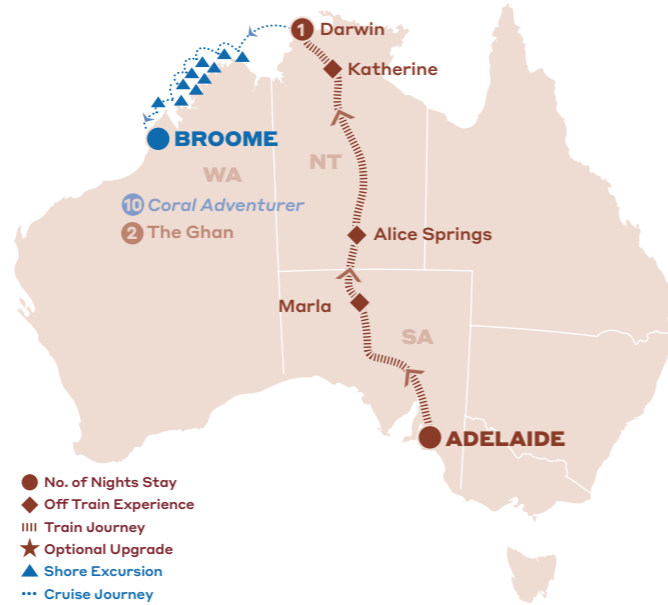 1 Darwin
Katherine
BROOME
WA
NT
10 Coral Adventurer
2 The Ghan
Alice Springs
Marla
SA
ADELAIDE
No. of Nights Stay
Off Train Experience
Train Journey
Optional Upgrade
Shore Excursion
Cruise Journey